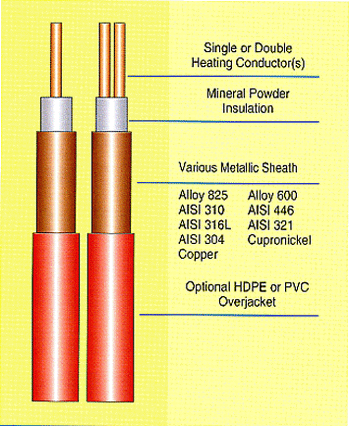 Single or Double
Heating Conductor(s)
Mineral Powder
Insulation
Various Metallic Sheath
Alloy 825 Alloy 600
AISI 310 AISI 446
AISI 316L AISI 321
AISI 304 Cupronickel
Copper
Optional HDPE or PVC
Overjacket